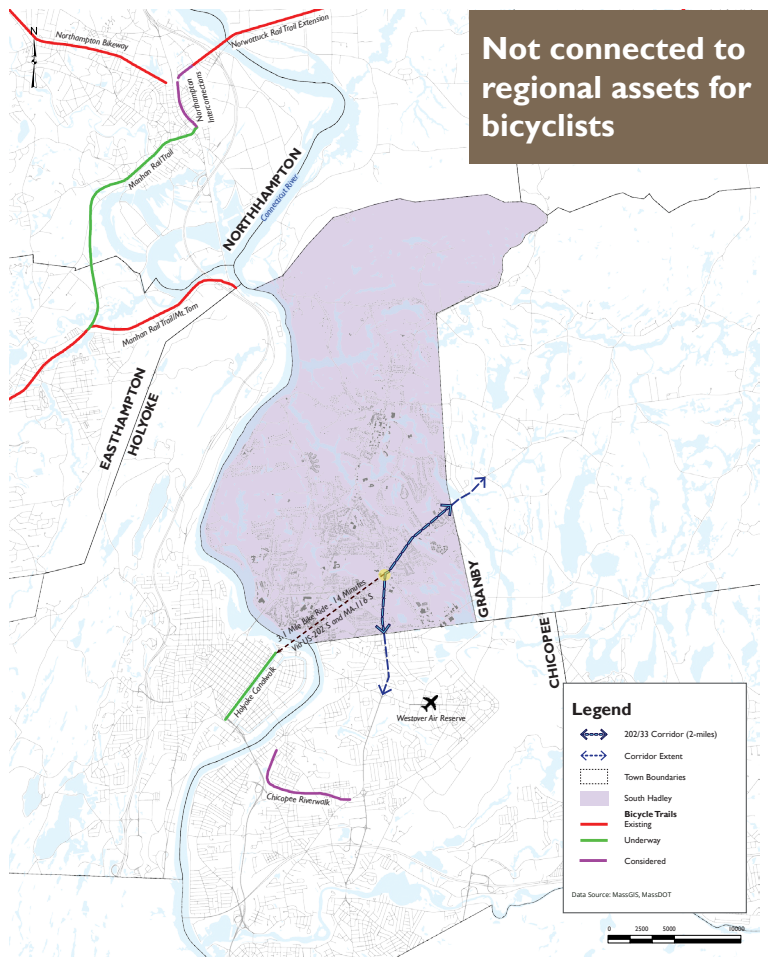 Not connected to
regional assets for
bicyclists
N
Northampton Bikeway
Norwottuck Rail Trail Extension
Northampton
Interconnections
Manhan Rail Trail
NORTHHAMPTON
Connecticut River
Manhan Rail Trail/Mt.Tom
EASTHAMPTON
HOLYOKE
3.1 Mile Bike Ride - 14 Minutes
Via US-202 S and MA-116 S
GRANBY
CHICOPEE
Holyoke Canalwalk
Westover Air Reserve
Chicopee Riverwalk
Legend
202/33 Corridor (2-miles)
Corridor Extent
Town Boundaries
South Hadley
Bicycle Trails
Existing
Underway
Considered
Data Source: MassGIS, MassDOT
0 2500 5000 10000